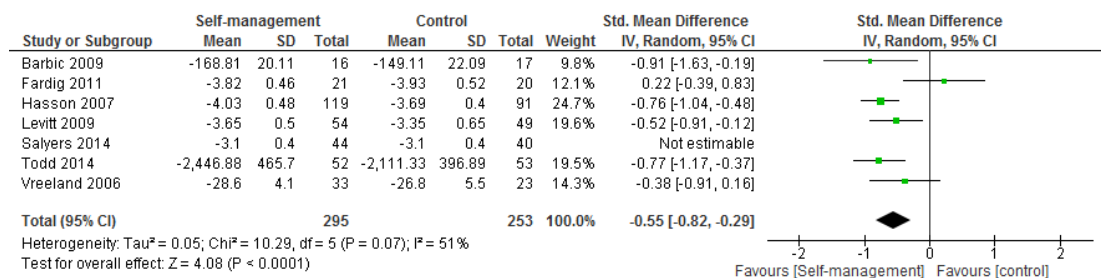 Self-management Control Std. Mean Difference Std. Mean Difference
Study or Subgroup Mean SD Total Mean SD Total Weight IV, Random, 95% CI IV, Random, 95% CI
Barbic 2009 -168.81 20.11 16 -149.11 22.09 17 9.8% -0.91 [-1.63, -0.19]
Fardig 2011 -3.82 0.46 21 -3.93 0.52 20 12.1% 0.22 [-0.39, 0.83]
Hasson 2007 -4.03 0.48 119 -3.69 0.4 91 24.7% -0.76 [-1.04, -0.48]
Levitt 2009 -3.65 0.5 54 -3.35 0.65 49 19.6% -0.52 [-0.91, -0.12]
Salyers 2014 -3.1 0.4 44 -3.1 0.4 40 Not estimable
Todd 2014 -2,446.88 465.7 52 -2,111.33 396.89 53 19.5% -0.77 [-1.17, -0.37]
Vreeland 2006 -28.6 4.1 33 -26.8 5.5 23 14.3% -0.38 [-0.91, 0.16]
Total (95% CI) 295 253 100.0% -0.55 [-0.82, -0.29]
Heterogeneity: Tau² = 0.05; Chi² = 10.29, df = 5 (P = 0.07); I² = 51%
Test for overall effect: Z = 4.08 (P < 0.0001)
-2 -1 0 1 2
Favours [Self-management] Favours [control]